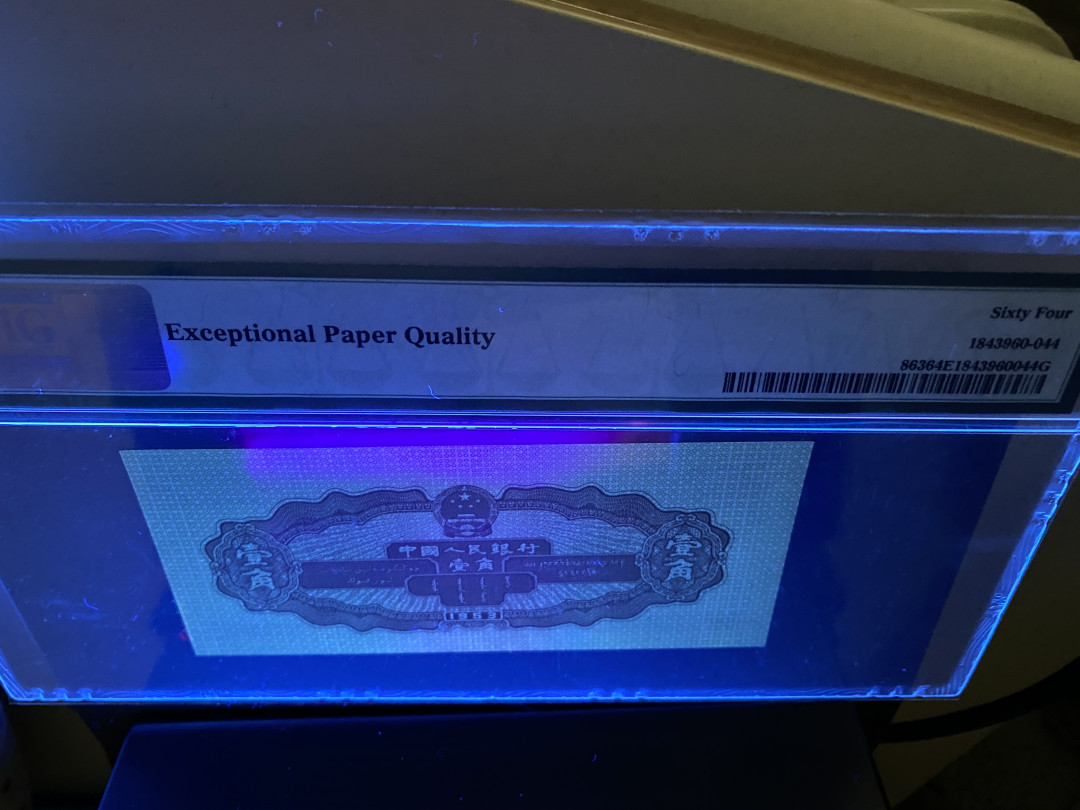 Exceptional Paper Quality
Sixty Four
1843960-044
86364E1843960044G
中國人民銀行
壹角
壹角
壹角
1953